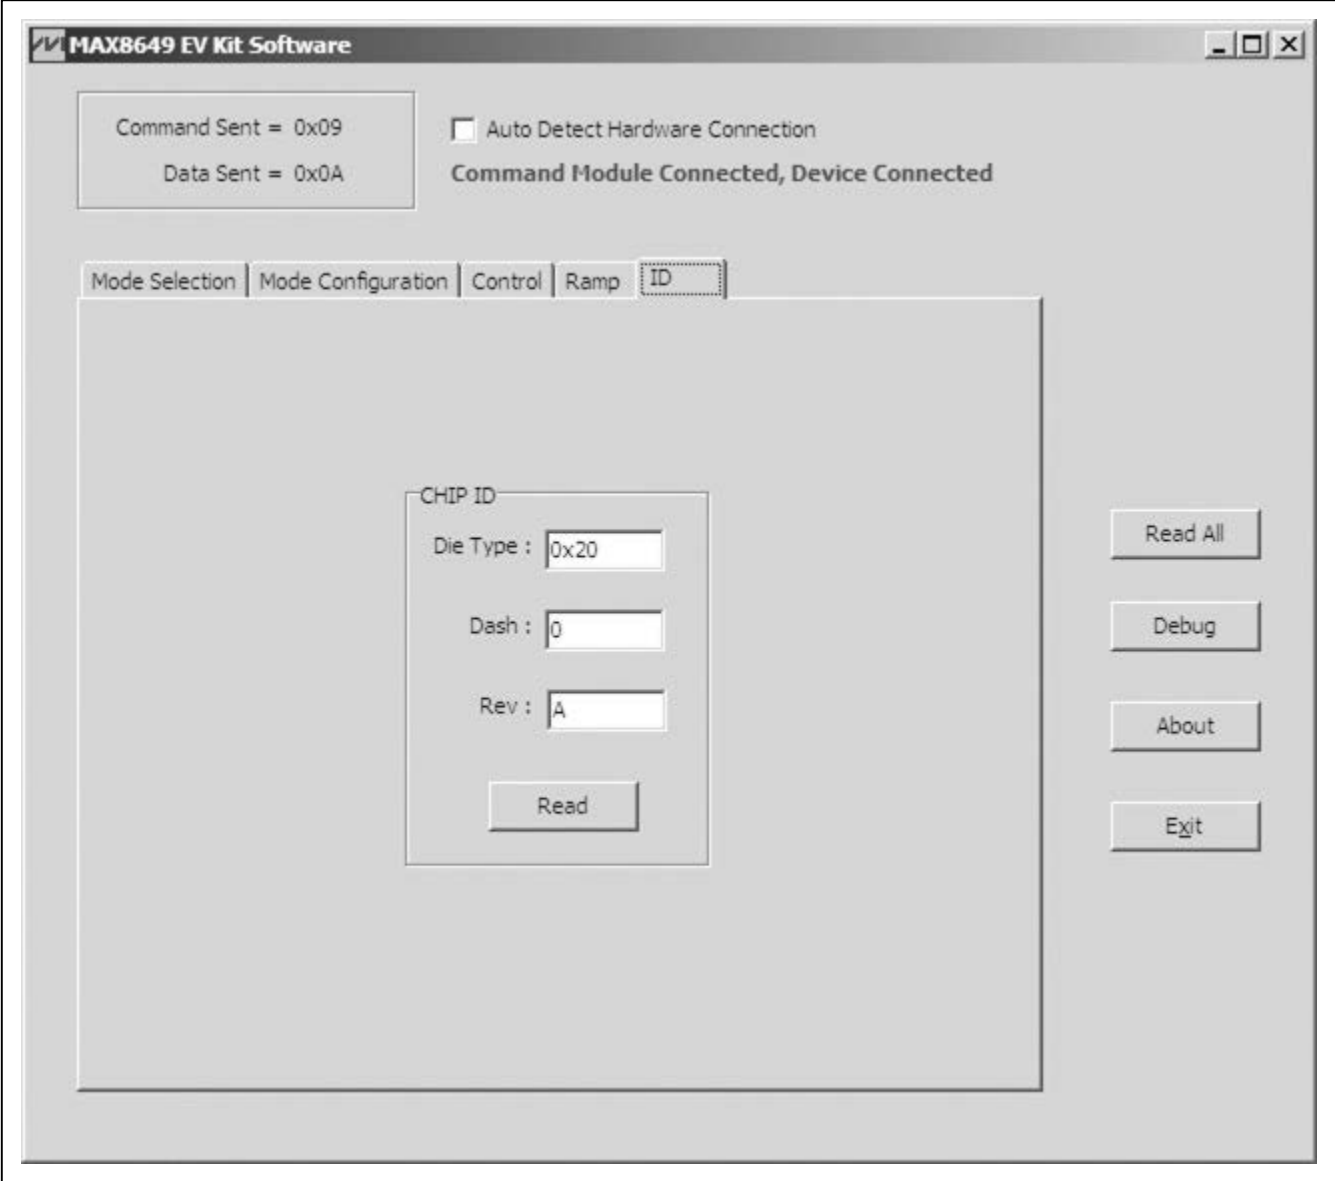 MAX8649 EV Kit Software
Command Sent = 0x09
Data Sent = 0x0A
Auto Detect Hardware Connection
Command Module Connected, Device Connected
Mode Selection Mode Configuration Control Ramp ID
CHIP ID
Die Type : 0x20
Dash : 0
Rev : A
Read
Read All
Debug
About
Exit